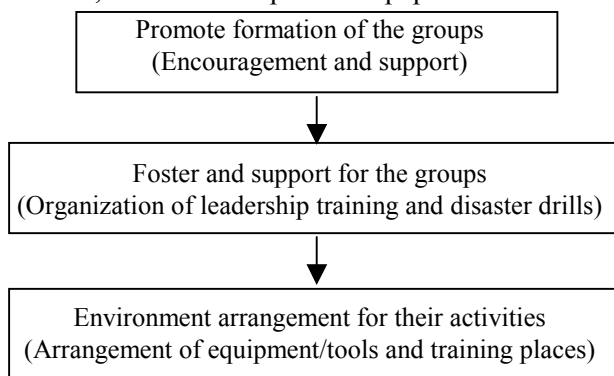 Promote formation of the groups
(Encouragement and support)
Foster and support for the groups
(Organization of leadership training and disaster drills)
Environment arrangement for their activities
(Arrangement of equipment/tools and training places)